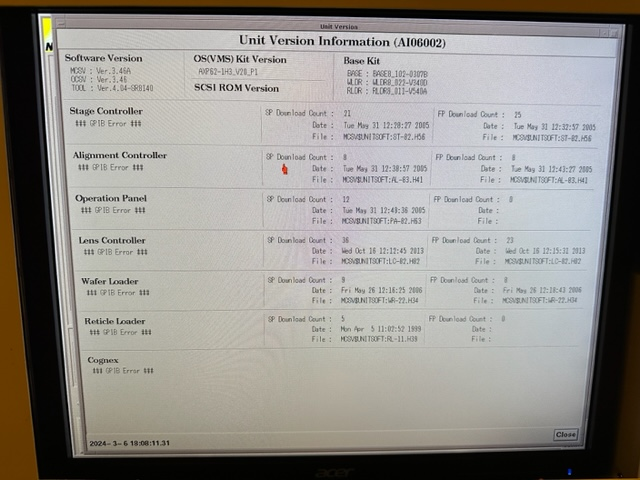 Unit Version
Unit Version Information (AI06002)
Software Version
MCSV : Ver.3.46A
OCSV : Ver.3.46
TOOL : Ver.4.04-GR8140
OS(VMS) Kit Version
AXP62-1H3_V20_P1
SCSI ROM Version
Base Kit
BASE : BASE8_102-0307B
WLDR : WLDR8_022-V340D
RLDR : RLDR8_011-V540A
Stage Controller
### GPIB Error ###
SP Download Count : 21
Date : Tue May 31 12:28:27 2005
File : MCSV$UNITSOFT:ST-82.H56
FP Download Count : 25
Date : Tue May 31 12:32:57 2005
File : MCSV$UNITSOFT:ST-82.H56
Alignment Controller
### GPIB Error ###
SP Download Count : 8
Date : Tue May 31 12:38:57 2005
File : MCSV$UNITSOFT:AL-83.H41
FP Download Count : 8
Date : Tue May 31 12:43:27 2005
File : MCSV$UNITSOFT:AL-83.H41
Operation Panel
### GPIB Error ###
SP Download Count : 12
Date : Tue May 31 12:49:36 2005
File : MCSV$UNITSOFT:PA-82.H63
FP Download Count : 0
Date :
File :
Lens Controller
### GPIB Error ###
SP Download Count : 36
Date : Wed Oct 16 12:12:45 2013
File : MCSV$UNITSOFT:LC-82.H82
FP Download Count : 23
Date : Wed Oct 16 12:15:31 2013
File : MCSV$UNITSOFT:LC-82.H82
Wafer Loader
### GPIB Error ###
SP Download Count : 9
Date : Fri May 26 12:16:25 2006
File : MCSV$UNITSOFT:WR-22.H34
FP Download Count : 8
Date : Fri May 26 12:18:43 2006
File : MCSV$UNITSOFT:WR-22.H34
Reticle Loader
### GPIB Error ###
SP Download Count : 5
Date : Mon Apr 5 11:02:52 1999
File : MCSV$UNITSOFT:RL-11.H39
FP Download Count : 0
Date :
File :
Cognex
### GPIB Error ###
2024- 3- 6 18:08:11.31
Close
acer